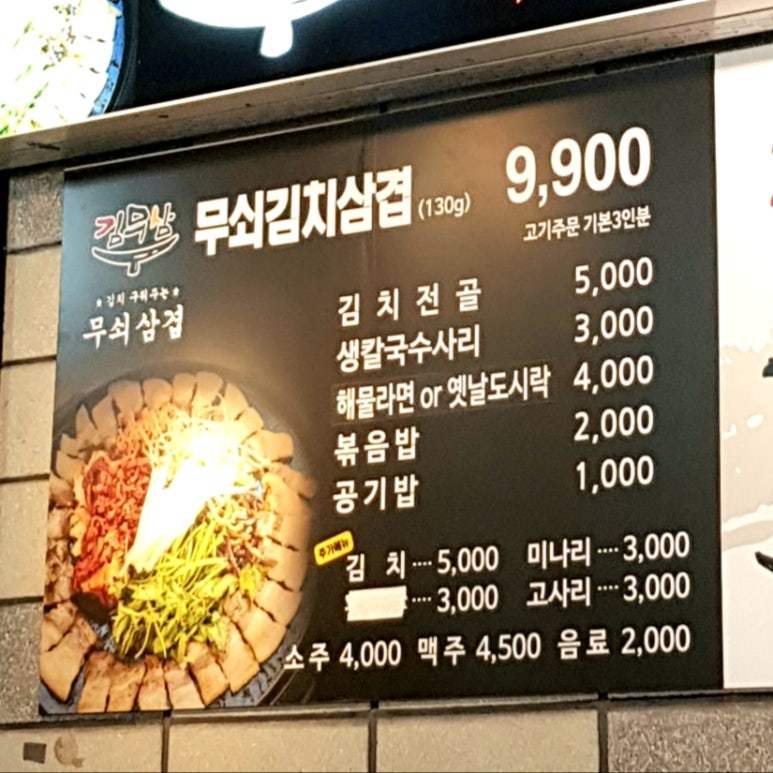 김무삼
김치 구워주는
무쇠삼겹
무쇠김치삼겹 (130g) 9,900
고기주문 기본3인분
김치전골 5,000
생칼국수사리 3,000
해물라면 or 옛날도시락 4,000
볶음밥 2,000
공기밥 1,000
추가메뉴
김 치 ···· 5,000 미나리 ···· 3,000
···· 3,000 고사리 ···· 3,000
소주 4,000 맥주 4,500 음료 2,000